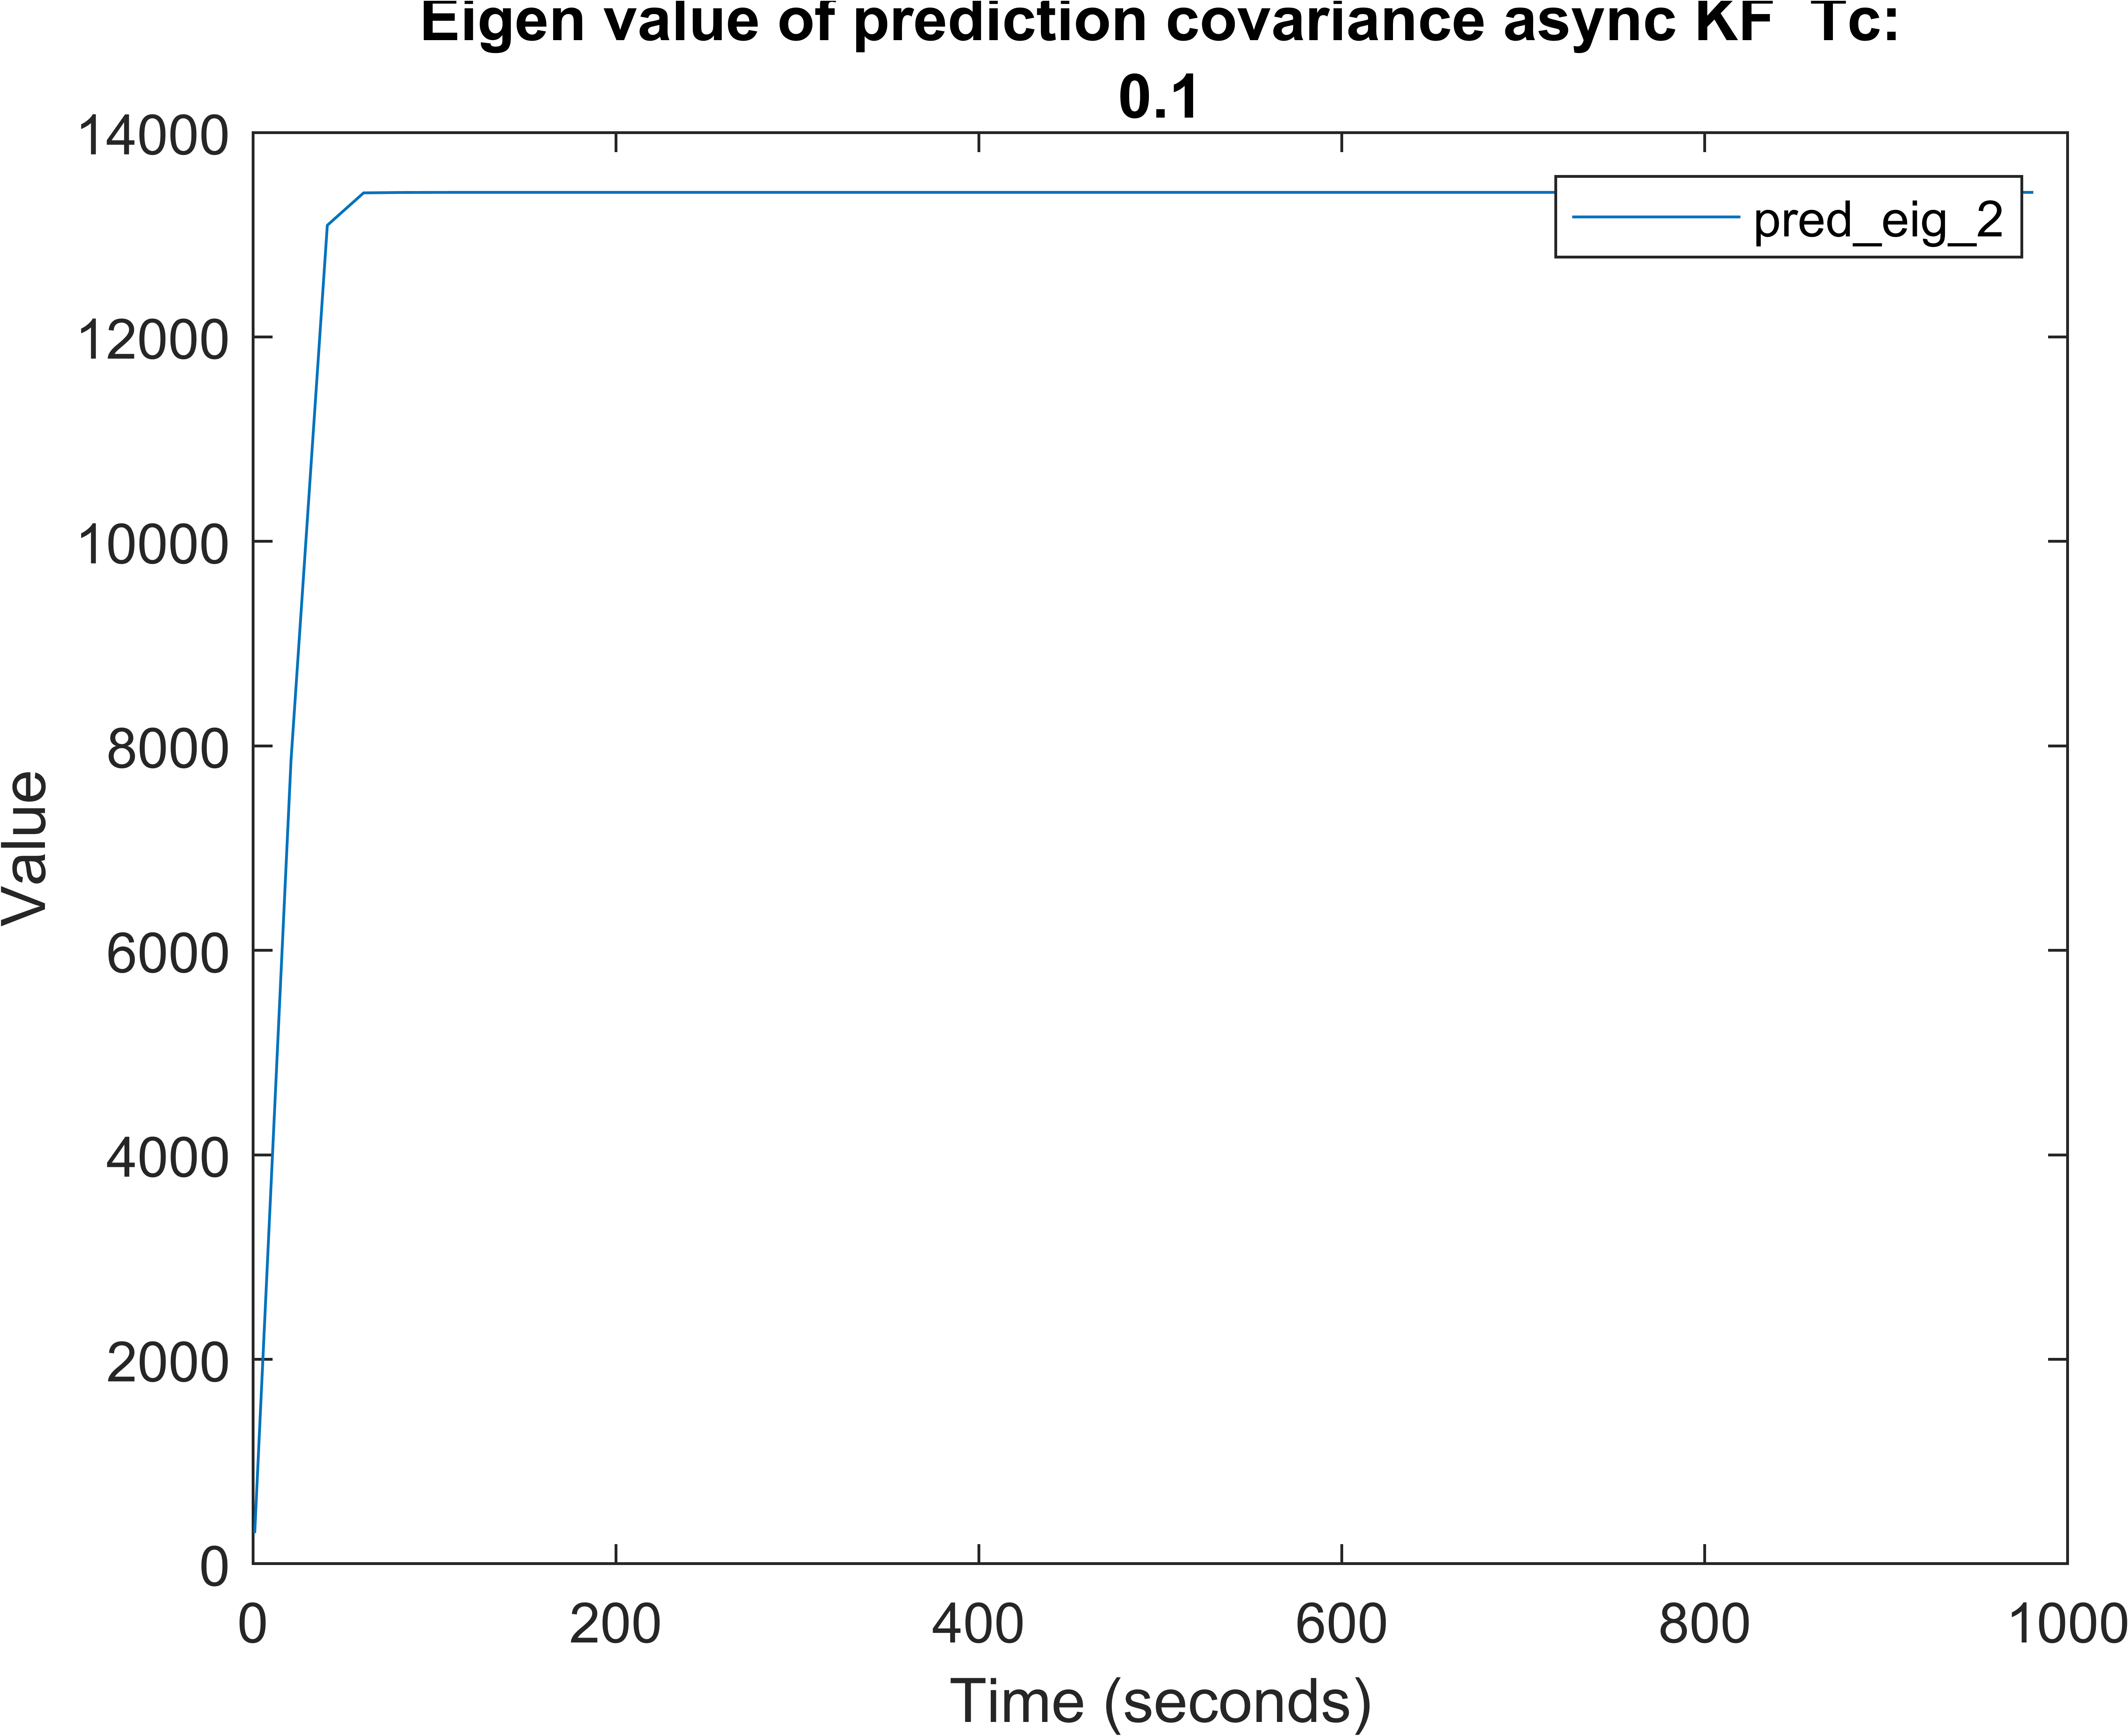 Eigen value of prediction covariance async KF Tc:
0.1
14000
12000
10000
8000
6000
4000
2000
0
Value
pred_eig_2
0 200 400 600 800 1000
Time (seconds)